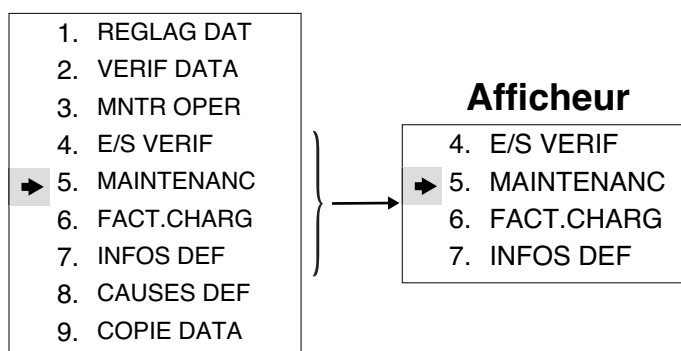 1. REGLAG DAT
2. VERIF DATA
3. MNTR OPER
4. E/S VERIF
5. MAINTENANC
6. FACT.CHARG
7. INFOS DEF
8. CAUSES DEF
9. COPIE DATA
Afficheur
4. E/S VERIF
5. MAINTENANC
6. FACT.CHARG
7. INFOS DEF